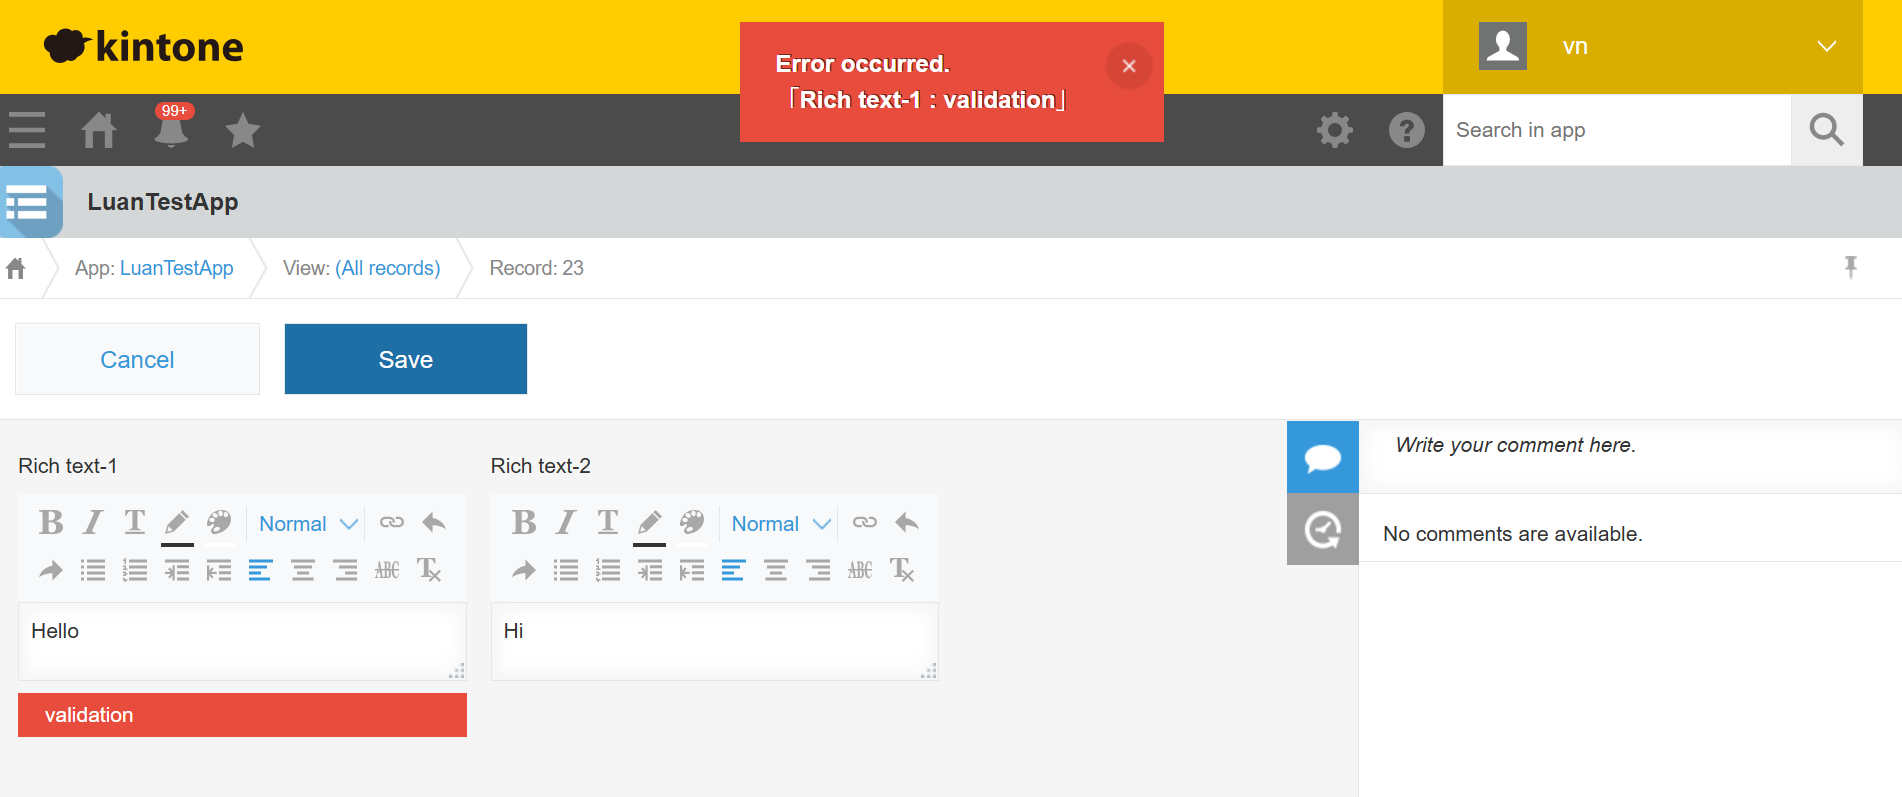 kintone
Error occurred.
「Rich text-1 : validation」
vn
99+
Search in app
LuanTestApp
App: LuanTestApp
View: (All records)
Record: 23
Cancel
Save
Rich text-1
Rich text-2
Write your comment here.
B I T Normal
B I T Normal
ABC T
ABC T
No comments are available.
Hello
Hi
validation